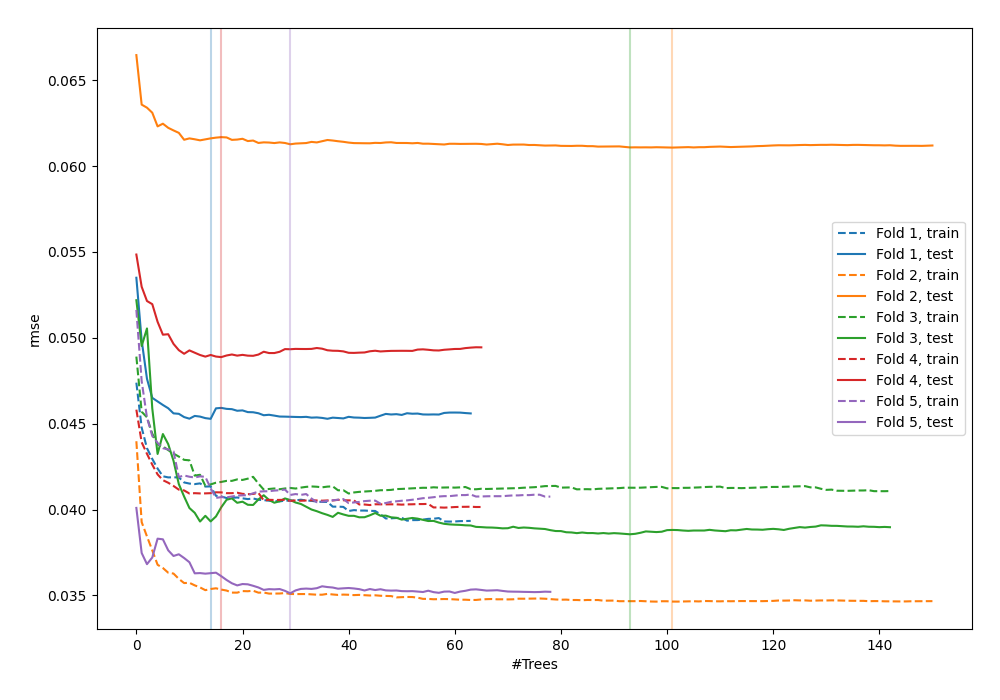 0.065
0.060
0.055
0.050
0.045
0.040
0.035
rmse
0 20 40 60 80 100 120 140
#Trees
Fold 1, train
Fold 1, test
Fold 2, train
Fold 2, test
Fold 3, train
Fold 3, test
Fold 4, train
Fold 4, test
Fold 5, train
Fold 5, test